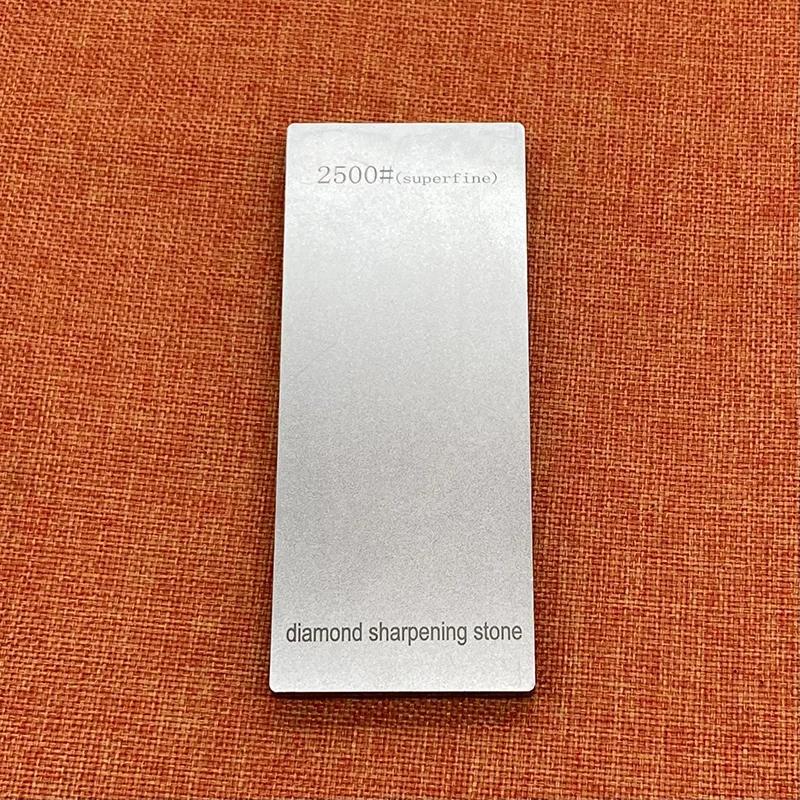 2500#(superfine)
diamond sharpening stone